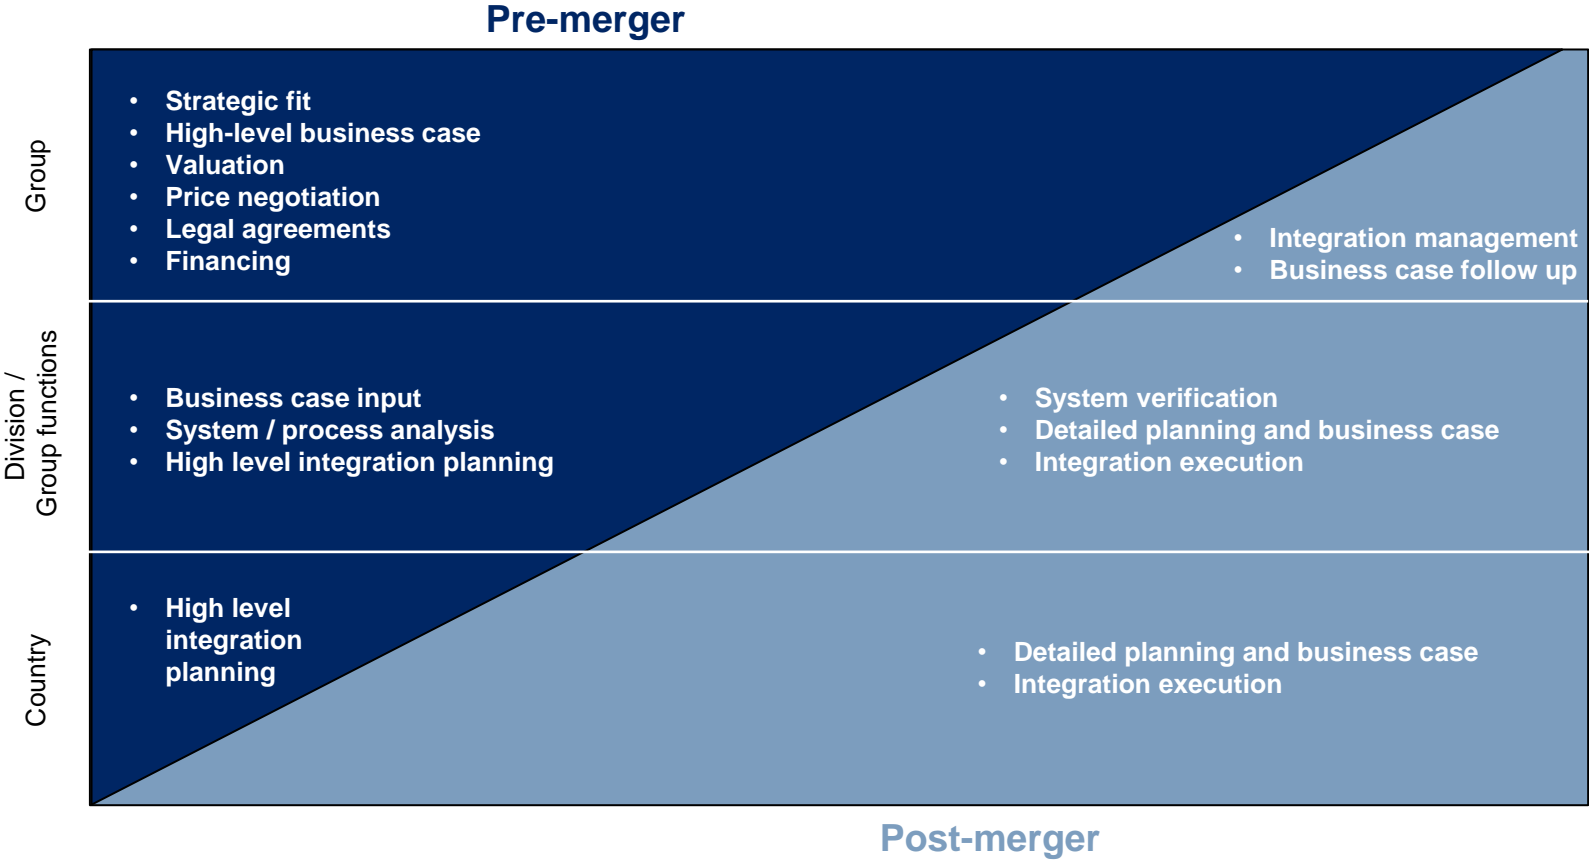 Pre-merger
Group
• Strategic fit
• High-level business case
• Valuation
• Price negotiation
• Legal agreements
• Financing
• Integration management
• Business case follow up
Division /
Group functions
• Business case input
• System / process analysis
• High level integration planning
• System verification
• Detailed planning and business case
• Integration execution
Country
• High level
integration
planning
• Detailed planning and business case
• Integration execution
Post-merger